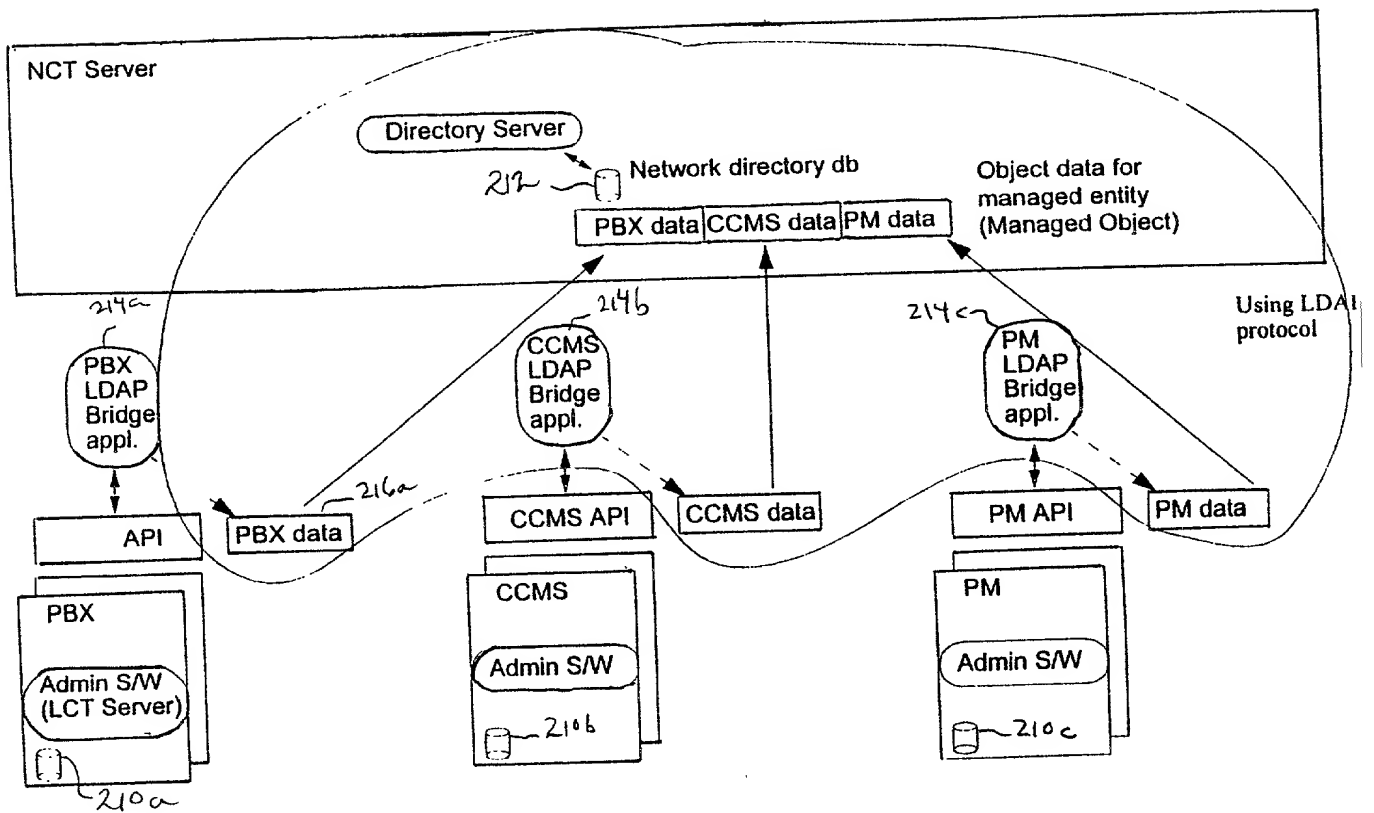 NCT Server
Directory Server
212
Network directory db
Object data for
managed entity
(Managed Object)
PBX data CCMS data PM data
214a
214b
214c
Using LDAI
protocol
PBX
LDAP
Bridge
appl.
CCMS
LDAP
Bridge
appl.
PM
LDAP
Bridge
appl.
216a
API
PBX data
CCMS API
CCMS data
PM API
PM data
PBX
Admin S/W
(LCT Server)
210a
CCMS
Admin S/W
210b
PM
Admin S/W
210c